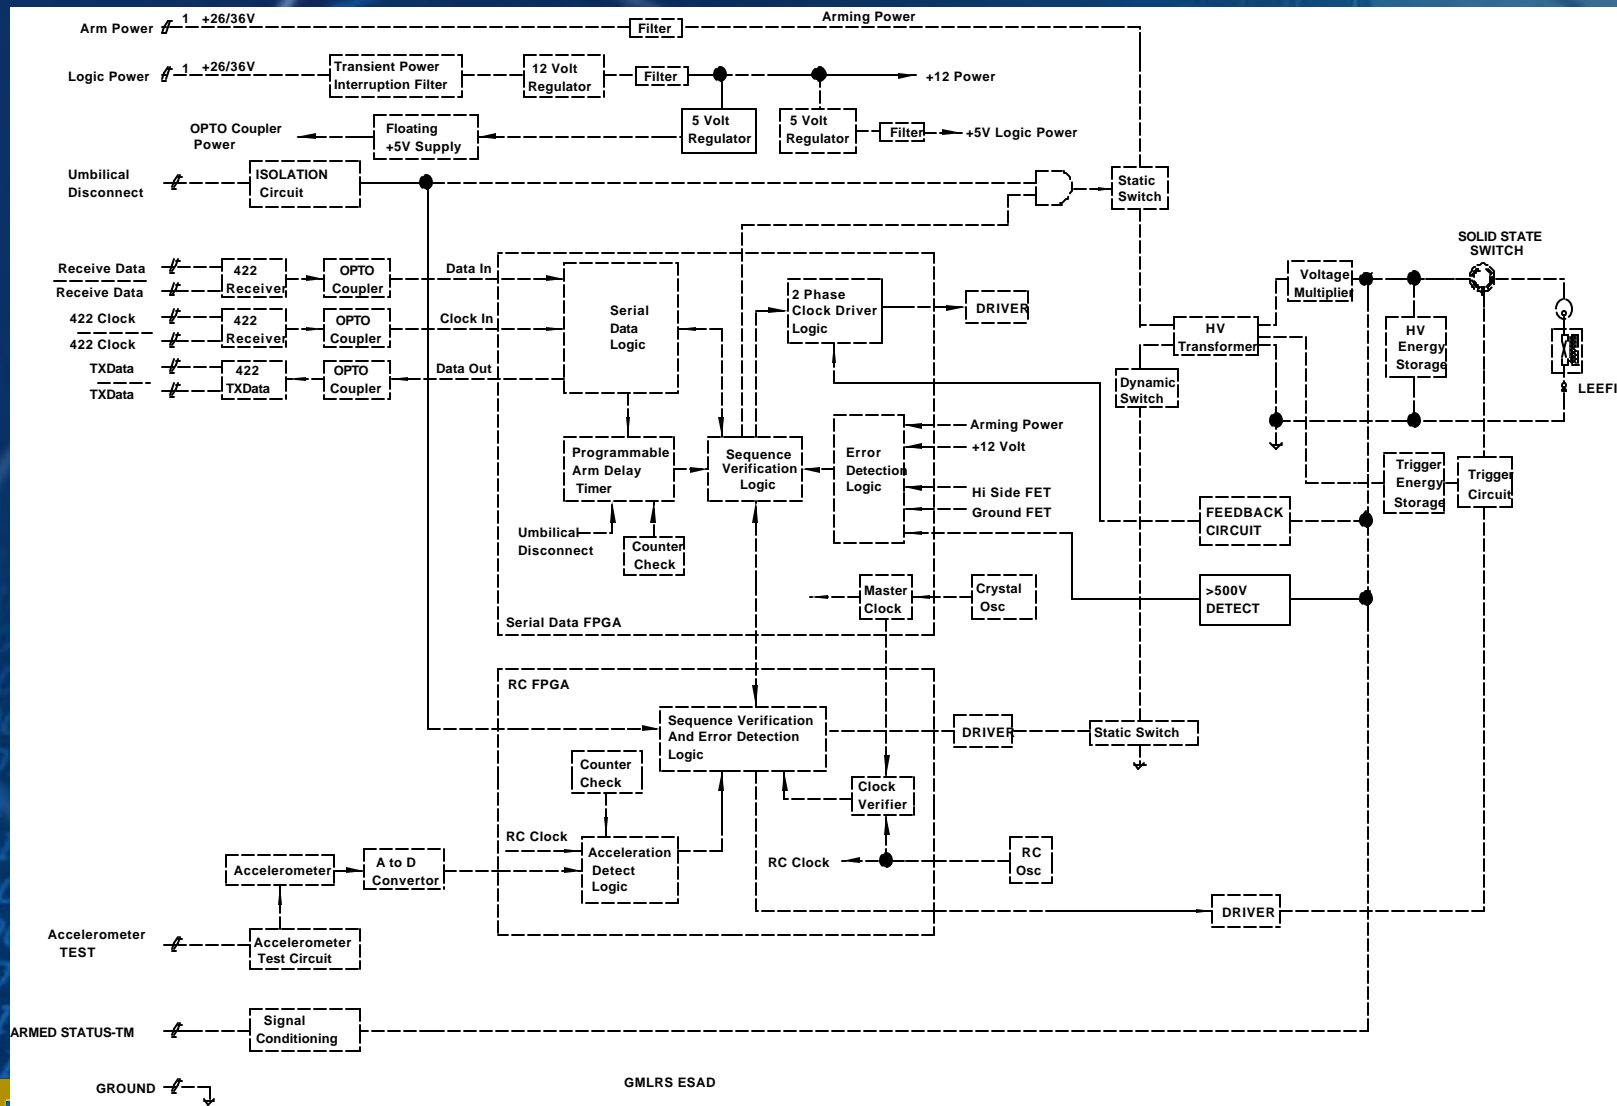 Arm Power
1 +26/36V
Filter
Arming Power
Logic Power
1 +26/36V
Transient Power
Interruption Filter
12 Volt
Regulator
Filter
+12 Power
OPTO Coupler
Power
Floating
+5V Supply
5 Volt
Regulator
5 Volt
Regulator
Filter
+5V Logic Power
Umbilical
Disconnect
ISOLATION
Circuit
Static
Switch
SOLID STATE
SWITCH
Receive Data
Receive Data
422
Receiver
OPTO
Coupler
Data In
422 Clock
422 Clock
422
Receiver
OPTO
Coupler
Clock In
TXData
TXData
422
TXData
OPTO
Coupler
Data Out
Serial
Data
Logic
2 Phase
Clock Driver
Logic
DRIVER
HV
Transformer
Voltage
Multiplier
HV
Energy
Storage
LEEFI
Dynamic
Switch
Programmable
Arm Delay
Timer
Sequence
Verification
Logic
Error
Detection
Logic
Arming Power
+12 Volt
Hi Side FET
Ground FET
Trigger
Energy
Storage
Trigger
Circuit
Umbilical
Disconnect
Counter
Check
FEEDBACK
CIRCUIT
Master
Clock
Crystal
Osc
>500V
DETECT
Serial Data FPGA
RC FPGA
Sequence Verification
And Error Detection
Logic
DRIVER
Static Switch
Counter
Check
Clock
Verifier
RC Clock
Acceleration
Detect
Logic
RC Clock
RC
Osc
Accelerometer
A to D
Convertor
DRIVER
Accelerometer
TEST
Accelerometer
Test Circuit
ARMED STATUS-TM
Signal
Conditioning
GROUND
GMLRS ESAD